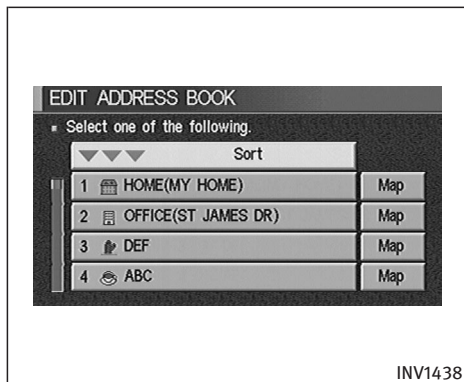 EDIT ADDRESS BOOK
Select one of the following.
Sort
1 HOME(MY HOME) Map
2 OFFICE(ST JAMES DR) Map
3 DEF Map
4 ABC Map
INV1438